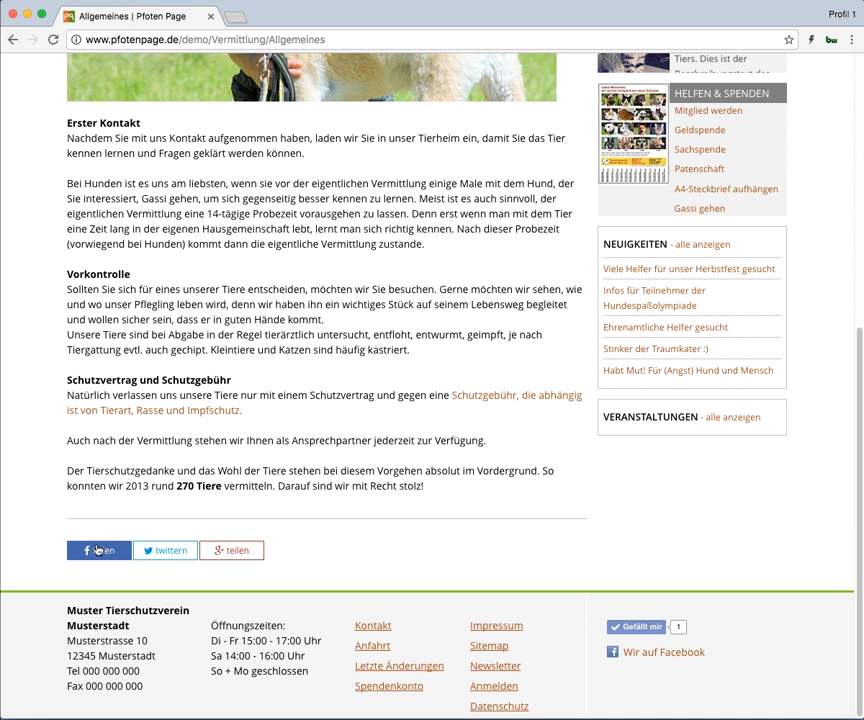 Allgemeines | Pfoten Page
Profil 1
www.pfotenpage.de/demo/Vermittlung/Allgemeines
Tiers. Dies ist der
Erster Kontakt
Nachdem Sie mit uns Kontakt aufgenommen haben, laden wir Sie in unser Tierheim ein, damit Sie das Tier
kennen lernen und Fragen geklärt werden können.
Bei Hunden ist es uns am liebsten, wenn sie vor der eigentlichen Vermittlung einige Male mit dem Hund, der
Sie interessiert, Gassi gehen, um sich gegenseitig besser kennen zu lernen. Meist ist es auch sinnvoll, der
eigentlichen Vermittlung eine 14-tägige Probezeit vorausgehen zu lassen. Denn erst wenn man mit dem Tier
eine Zeit lang in der eigenen Hausgemeinschaft lebt, lernt man sich richtig kennen. Nach dieser Probezeit
(vorwiegend bei Hunden) kommt dann die eigentliche Vermittlung zustande.
Vorkontrolle
Sollten Sie sich für eines unserer Tiere entscheiden, möchten wir Sie besuchen. Gerne möchten wir sehen, wie
und wo unser Pflegling leben wird, denn wir haben ihn ein wichtiges Stück auf seinem Lebensweg begleitet
und wollen sicher sein, dass er in guten Hände kommt.
Unsere Tiere sind bei Abgabe in der Regel tierärztlich untersucht, entfloht, entwurmt, geimpft, je nach
Tiergattung evtl. auch gechipt. Kleintiere und Katzen sind häufig kastriert.
Schutzvertrag und Schutzgebühr
Natürlich verlassen uns unsere Tiere nur mit einem Schutzvertrag und gegen eine Schutzgebühr, die abhängig
ist von Tierart, Rasse und Impfschutz.
Auch nach der Vermittlung stehen wir Ihnen als Ansprechpartner jederzeit zur Verfügung.
Der Tierschutzgedanke und das Wohl der Tiere stehen bei diesem Vorgehen absolut im Vordergrund. So
konnten wir 2013 rund 270 Tiere vermitteln. Darauf sind wir mit Recht stolz!
twittern
teilen
HELFEN & SPENDEN
Mitglied werden
Geldspende
Sachspende
Patenschaft
A4-Steckbrief aufhängen
Gassi gehen
NEUIGKEITEN - alle anzeigen
Viele Helfer für unser Herbstfest gesucht
Infos für Teilnehmer der
Hundespaßolympiade
Ehrenamtliche Helfer gesucht
Stinker der Traumkater :)
Habt Mut! Für (Angst) Hund und Mensch
VERANSTALTUNGEN - alle anzeigen
Muster Tierschutzverein
Musterstadt
Musterstrasse 10
12345 Musterstadt
Tel 000 000 000
Fax 000 000 000
Öffnungszeiten:
Di - Fr 15:00 - 17:00 Uhr
Sa 14:00 - 16:00 Uhr
So + Mo geschlossen
Kontakt
Anfahrt
Letzte Änderungen
Spendenkonto
Impressum
Sitemap
Newsletter
Anmelden
Datenschutz
Gefällt mir 1
Wir auf Facebook